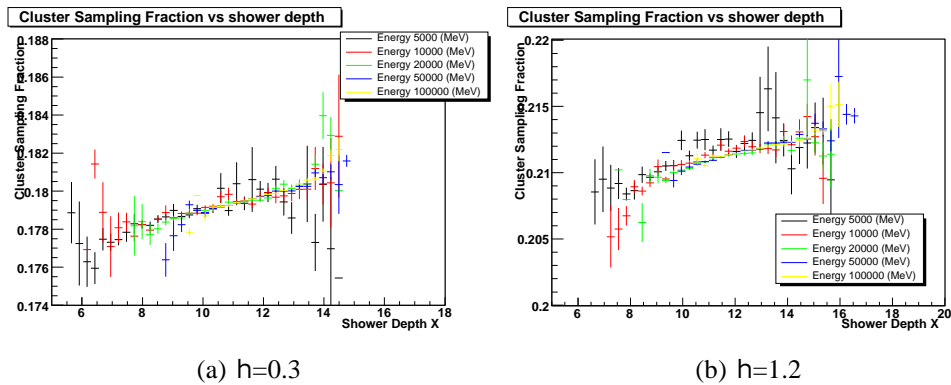 Cluster Sampling Fraction vs shower depth
Cluster Sampling Fraction
0.188
0.186
0.184
0.182
0.18
0.178
0.176
0.174
Energy 5000 (MeV)
Energy 10000 (MeV)
Energy 20000 (MeV)
Energy 50000 (MeV)
Energy 100000 (MeV)
6 8 10 12 14 16 18
Shower Depth X
(a) h=0.3
Cluster Sampling Fraction vs shower depth
Cluster Sampling Fraction
0.22
0.215
0.21
0.205
0.2
Energy 5000 (MeV)
Energy 10000 (MeV)
Energy 20000 (MeV)
Energy 50000 (MeV)
Energy 100000 (MeV)
6 8 10 12 14 16 18 20
Shower Depth X
(b) h=1.2